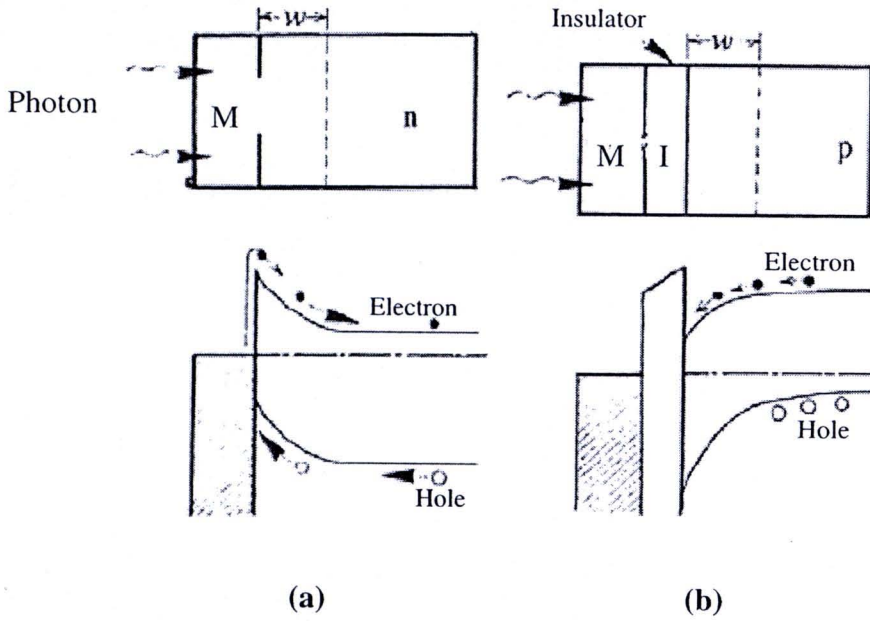 w
M
n
Photon
Insulator
w
M I
p
Electron
Hole
Electron
Hole
(a)
(b)